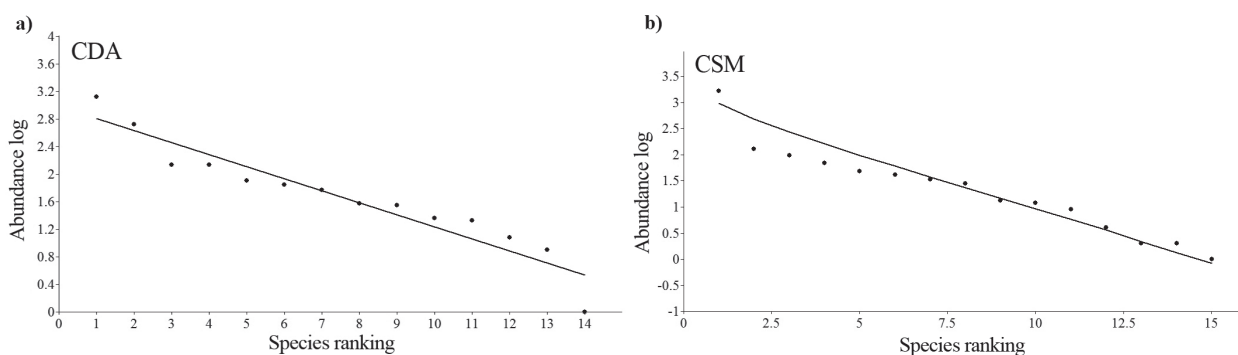 a)
CDA
Abundance log
4
3.6
3.2
2.8
2.4
2
1.6
1.2
0.8
0.4
0
0 1 2 3 4 5 6 7 8 9 10 11 12 13 14
Species ranking
b)
CSM
Abundance log
3.5
3
2.5
2
1.5
1
0.5
0
-0.5
-1
0 2.5 5 7.5 10 12.5 15
Species ranking